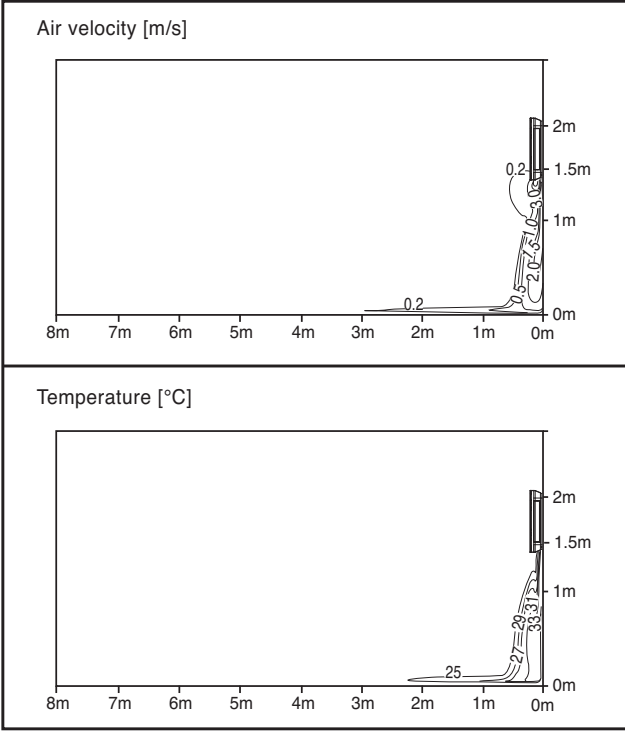 Air velocity [m/s]
2m
0.2
1.5m
3.0
1m
1.0
1.5
2.0
0.5
0.2
0m
8m 7m 6m 5m 4m 3m 2m 1m 0m
Temperature [°C]
2m
1.5m
1m
31
29
33
27
25
0m
8m 7m 6m 5m 4m 3m 2m 1m 0m